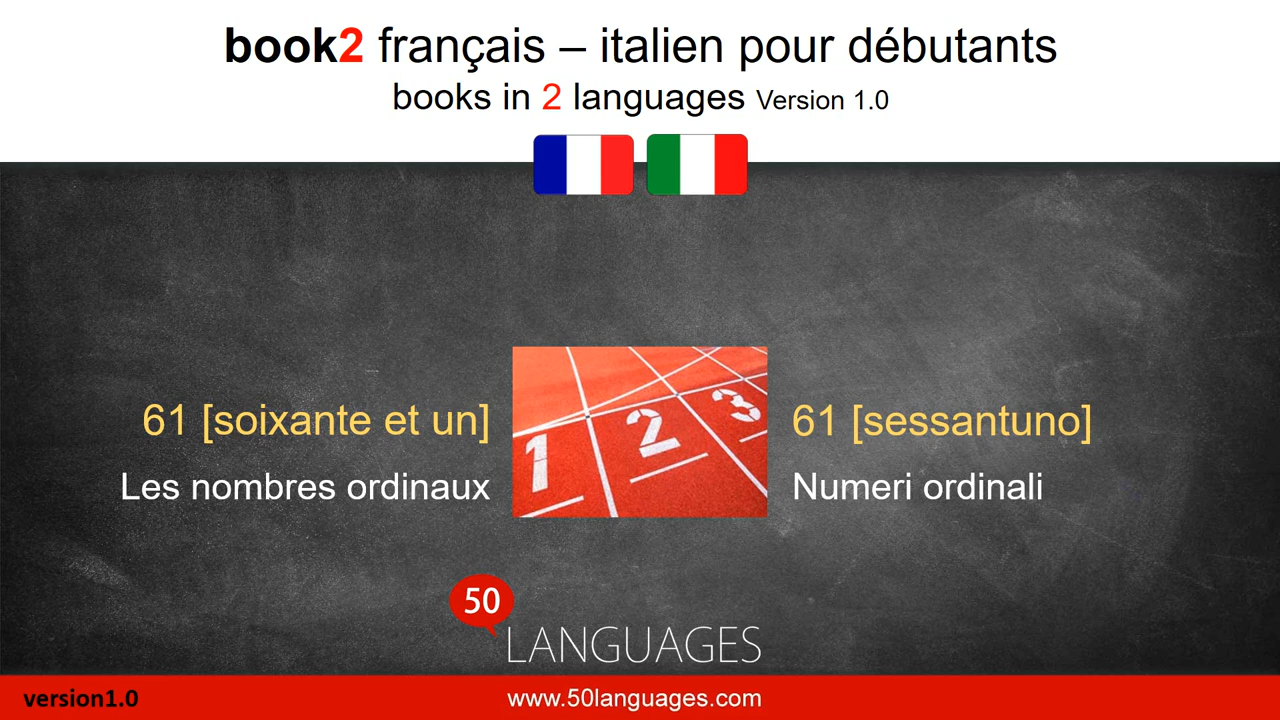 book2 français – italien pour débutants
books in 2 languages Version 1.0
61 [soixante et un]
Les nombres ordinaux
1 2 3
61 [sessantuno]
Numeri ordinali
50
LANGUAGES
version1.0
www.50languages.com